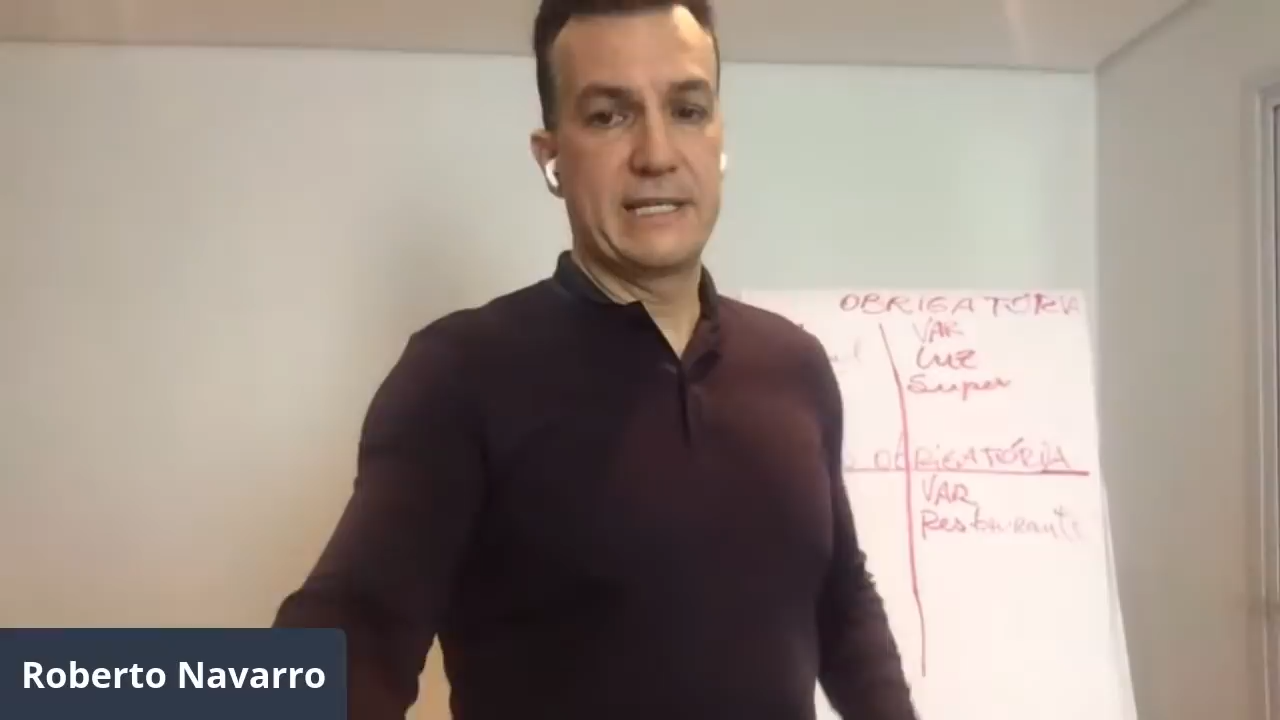 OBRIGATÓRIA
VAR
LUZ
Super
OBRIGATÓRIA
VAR
Restaurante
Roberto Navarro